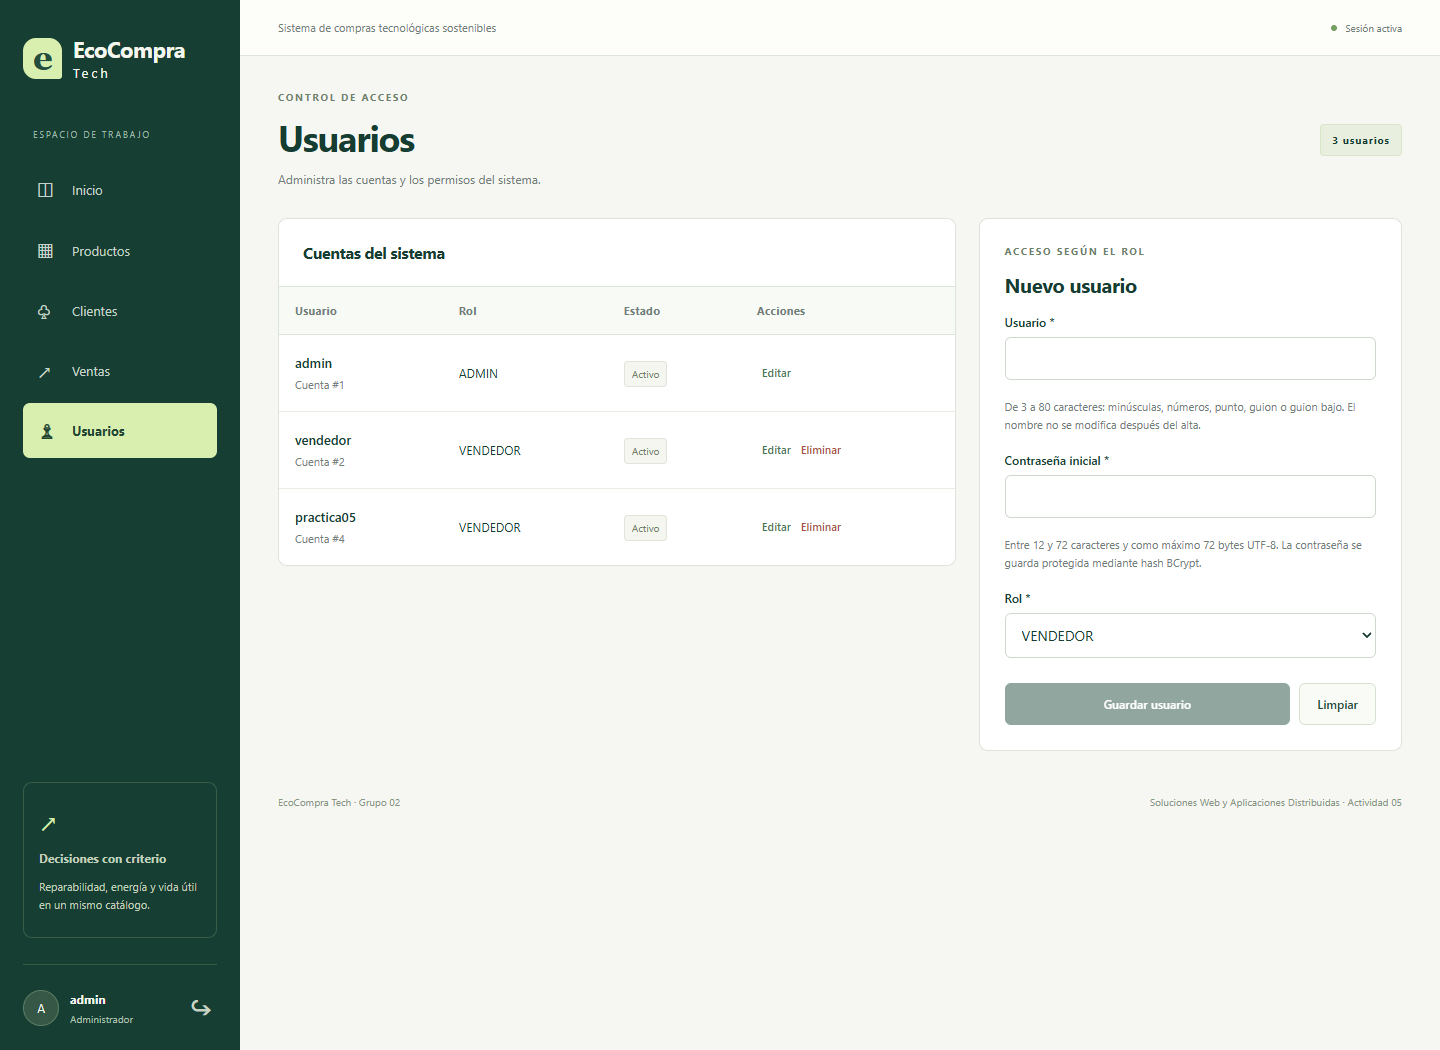 e
EcoCompra
Tech
ESPACIO DE TRABAJO
Inicio
Productos
Clientes
Ventas
Usuarios
Decisiones con criterio
Reparabilidad, energía y vida útil
en un mismo catálogo.
A
admin
Administrador
Sistema de compras tecnológicas sostenibles
Sesión activa
CONTROL DE ACCESO
Usuarios
3 usuarios
Administra las cuentas y los permisos del sistema.
Cuentas del sistema
Usuario Rol Estado Acciones
admin
Cuenta #1
ADMIN Activo Editar
vendedor
Cuenta #2
VENDEDOR Activo Editar Eliminar
practica05
Cuenta #4
VENDEDOR Activo Editar Eliminar
ACCESO SEGÚN EL ROL
Nuevo usuario
Usuario *
De 3 a 80 caracteres: minúsculas, números, punto, guion o guion bajo. El
nombre no se modifica después del alta.
Contraseña inicial *
Entre 12 y 72 caracteres y como máximo 72 bytes UTF-8. La contraseña se
guarda protegida mediante hash BCrypt.
Rol *
VENDEDOR
Guardar usuario
Limpiar
EcoCompra Tech · Grupo 02
Soluciones Web y Aplicaciones Distribuidas · Actividad 05